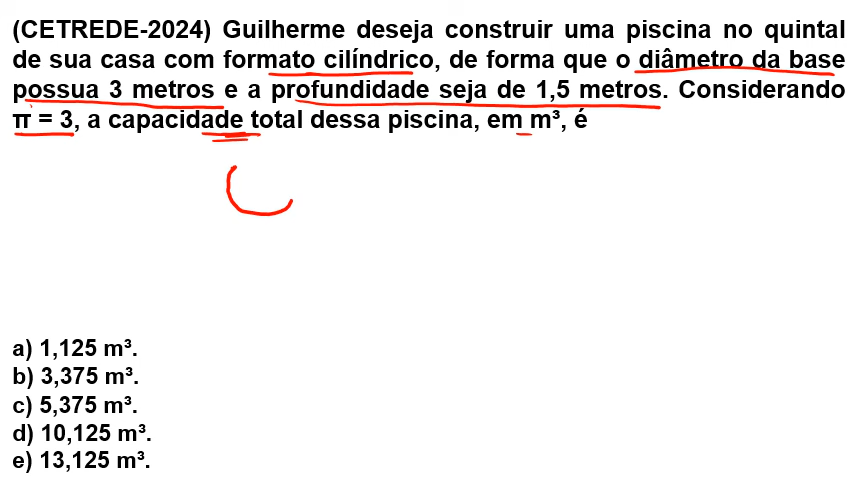 (CETREDE-2024) Guilherme deseja construir uma piscina no quintal
de sua casa com formato cilíndrico, de forma que o diâmetro da base
possua 3 metros e a profundidade seja de 1,5 metros. Considerando
π = 3, a capacidade total dessa piscina, em m³, é
a) 1,125 m³.
b) 3,375 m³.
c) 5,375 m³.
d) 10,125 m³.
e) 13,125 m³.